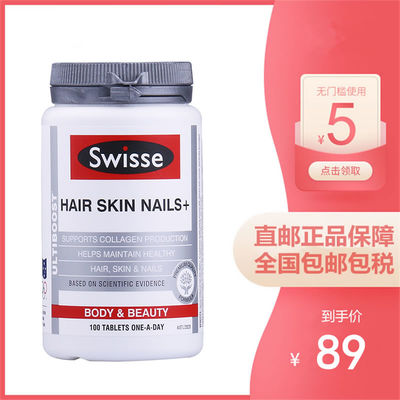 Swisse
ULTIBOOST
HAIR SKIN NAILS+
SUPPORTS COLLAGEN PRODUCTION
HELPS MAINTAIN HEALTHY
HAIR, SKIN & NAILS
BASED ON SCIENTIFIC EVIDENCE
BODY & BEAUTY
100 TABLETS ONE-A-DAY
无门槛使用
¥5
点击领取
直邮正品保障
全国包邮包税
到手价
¥ 89